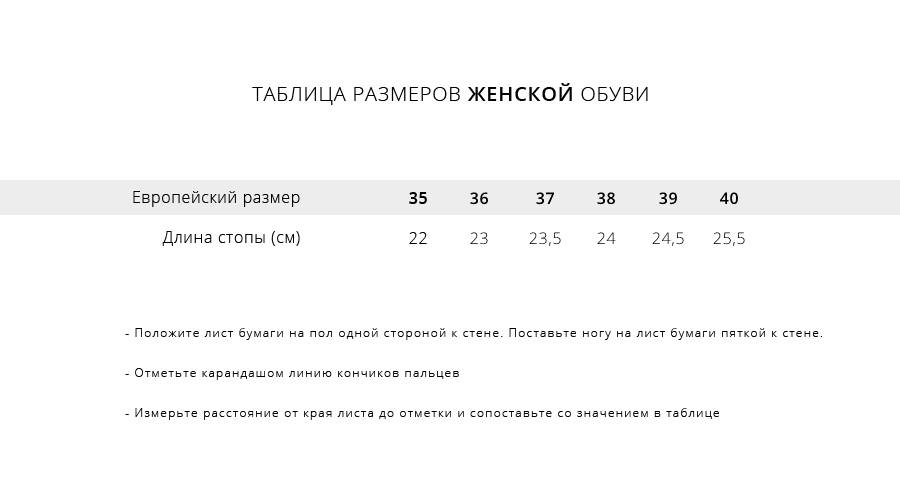 ТАБЛИЦА РАЗМЕРОВ ЖЕНСКОЙ ОБУВИ
Европейский размер 35 36 37 38 39 40
Длина стопы (см) 22 23 23,5 24 24,5 25,5
- Положите лист бумаги на пол одной стороной к стене. Поставьте ногу на лист бумаги пяткой к стене.
- Отметьте карандашом линию кончиков пальцев
- Измерьте расстояние от края листа до отметки и сопоставьте со значением в таблице